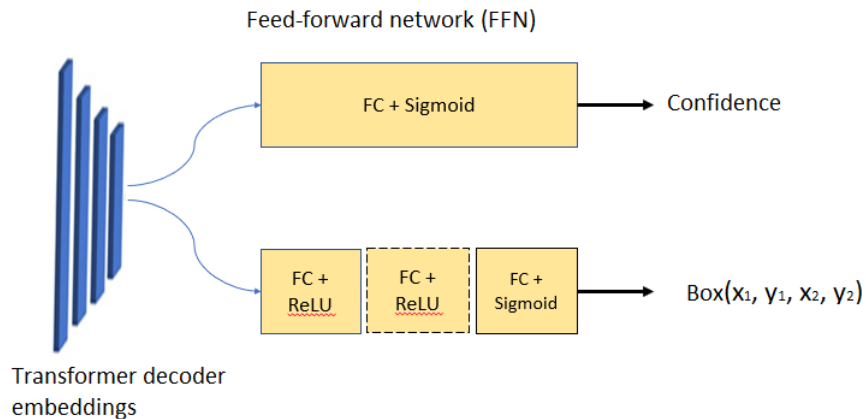 Feed-forward network (FFN)
FC + Sigmoid
Confidence
FC +
ReLU
FC +
ReLU
FC +
Sigmoid
Box(x₁, y₁, x₂, y₂)
Transformer decoder
embeddings